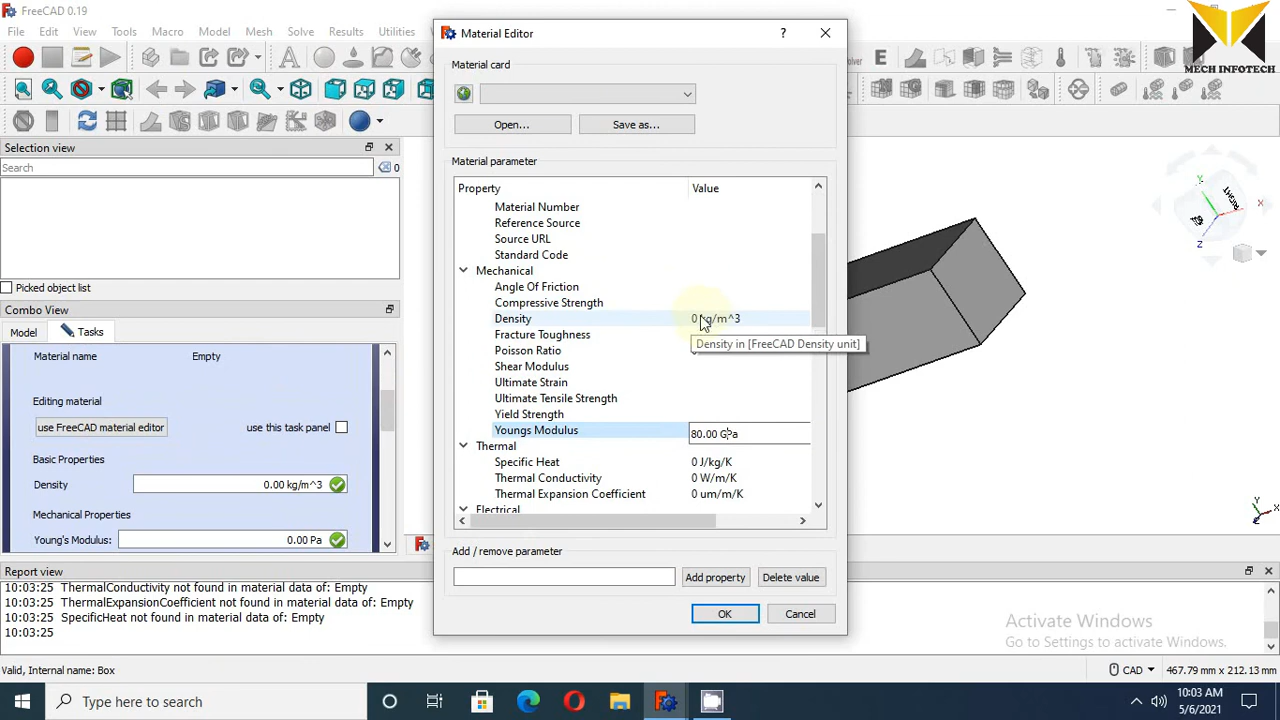 FreeCAD 0.19
File Edit View Tools Macro Model Mesh Solve Results Utilities
MECH INFOTECH
Selection view
Search
0
Picked object list
Combo View
Model Tasks
Material name Empty
Editing material
use FreeCAD material editor use this task panel
Basic Properties
Density 0.00 kg/m^3
Mechanical Properties
Young's Modulus: 0.00 Pa
Material Editor
?
Material card
Open... Save as...
Material parameter
Property Value
Material Number
Reference Source
Source URL
Standard Code
Mechanical
Angle Of Friction
Compressive Strength
Density 0 kg/m^3
Fracture Toughness
Density in [FreeCAD Density unit]
Poisson Ratio
Shear Modulus
Ultimate Strain
Ultimate Tensile Strength
Yield Strength
Youngs Modulus 80.00 GPa
Thermal
Specific Heat 0 J/kg/K
Thermal Conductivity 0 W/m/K
Thermal Expansion Coefficient 0 um/m/K
Electrical
Add / remove parameter
Add property Delete value
OK Cancel
RIGHT
Y
X
Z
Y
X
Z
Report view
10:03:25 ThermalConductivity not found in material data of: Empty
10:03:25 ThermalExpansionCoefficient not found in material data of: Empty
10:03:25 SpecificHeat not found in material data of: Empty
10:03:25
Activate Windows
Go to Settings to activate Windows.
Valid, Internal name: Box
CAD 467.79 mm x 212.13 mm
Type here to search
10:03 AM
5/6/2021